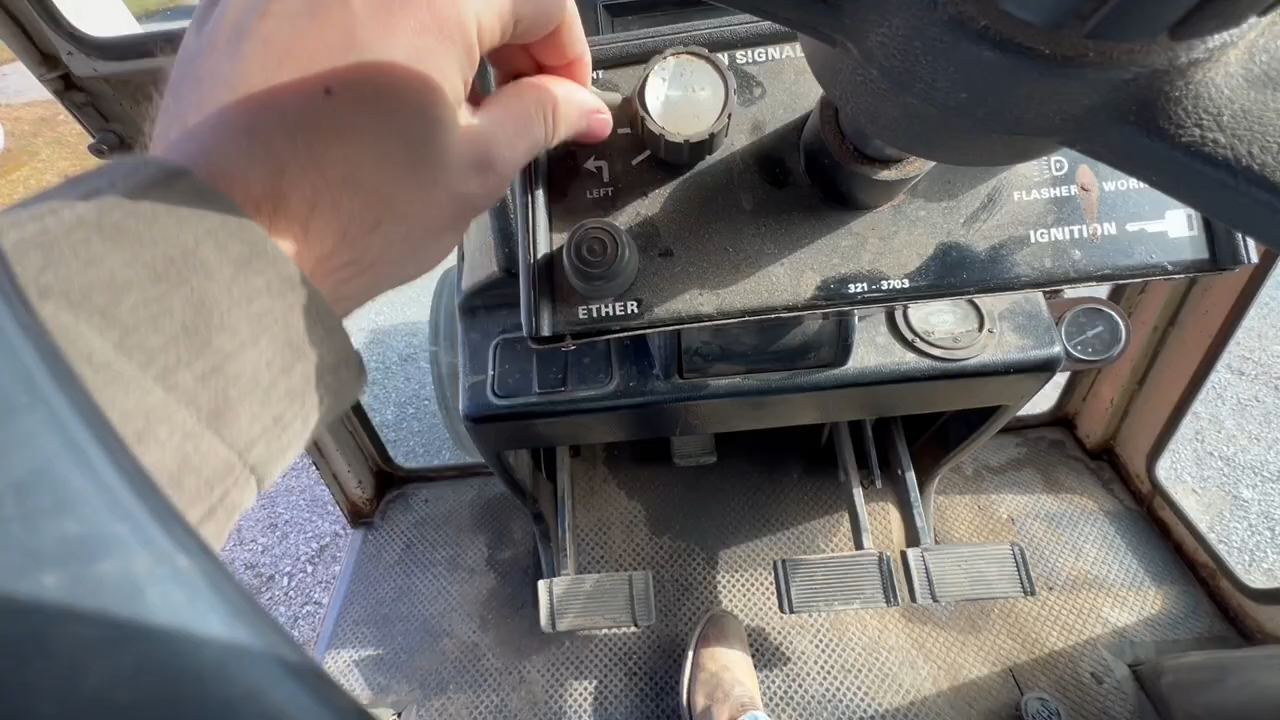 SIGNAL
LEFT
ETHER
FLASHER
IGNITION
321-3703